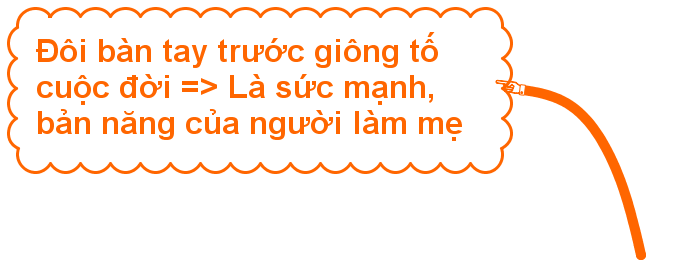 Đôi bàn tay trước giông tố
cuộc đời => Là sức mạnh,
bản năng của người làm mẹ